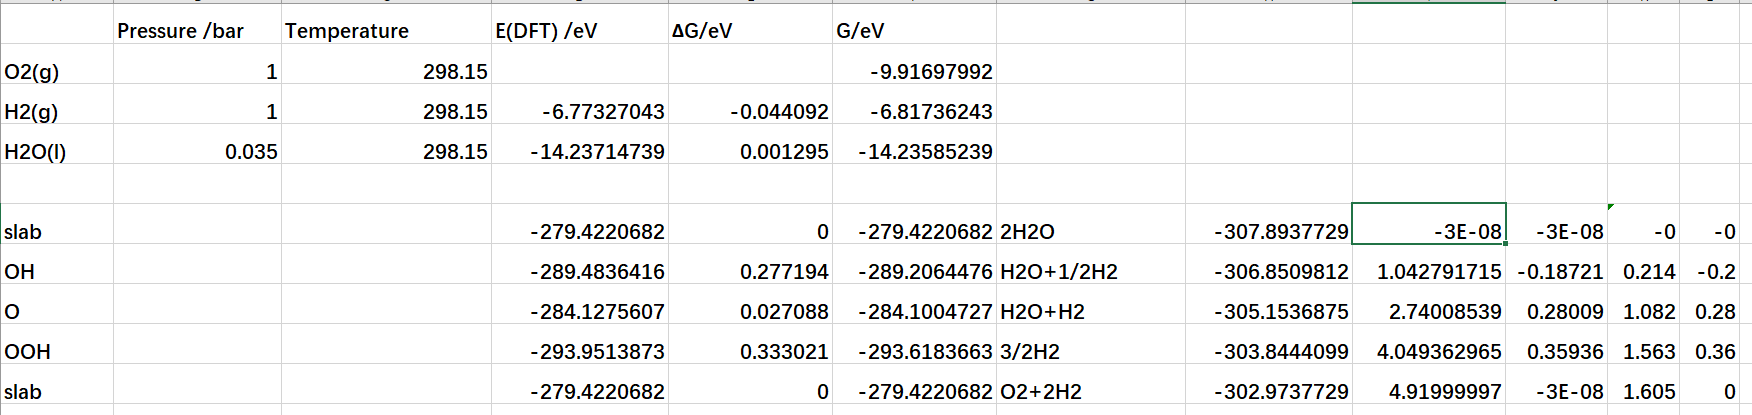 Pressure /bar Temperature E(DFT) /eV ΔG/eV G/eV
O2(g) 1 298.15 -9.91697992
H2(g) 1 298.15 -6.77327043 -0.044092 -6.81736243
H2O(l) 0.035 298.15 -14.23714739 0.001295 -14.23585239
slab -279.4220682 0 -279.4220682 2H2O -307.8937729 -3E-08 -3E-08 -0 -0
OH -289.4836416 0.277194 -289.2064476 H2O+1/2H2 -306.8509812 1.042791715 -0.18721 0.214 -0.2
O -284.1275607 0.027088 -284.1004727 H2O+H2 -305.1536875 2.74008539 0.28009 1.082 0.28
OOH -293.9513873 0.333021 -293.6183663 3/2H2 -303.8444099 4.049362965 0.35936 1.563 0.36
slab -279.4220682 0 -279.4220682 O2+2H2 -302.9737729 4.91999997 -3E-08 1.605 0